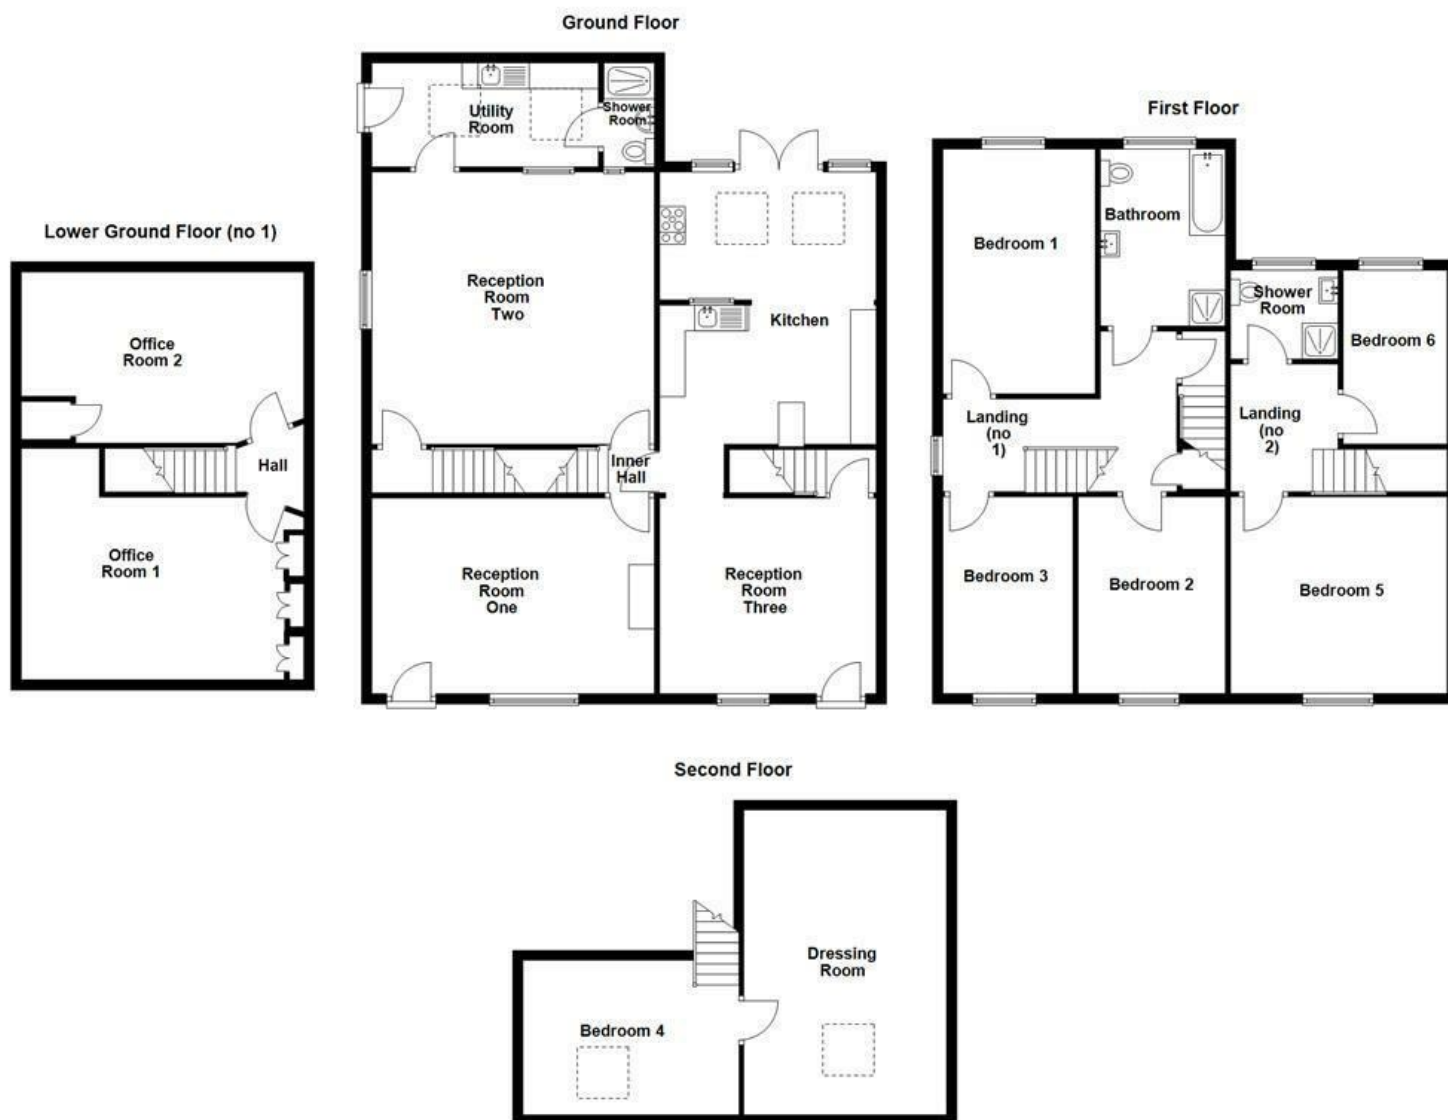 Ground Floor
Utility
Room
Shower
Room
Reception
Room
Two
Kitchen
Inner
Hall
Reception
Room
One
Reception
Room
Three
First Floor
Bedroom 1
Bathroom
Shower
Room
Bedroom 6
Landing
(no
1)
Landing
(no
2)
Bedroom 3
Bedroom 2
Bedroom 5
Lower Ground Floor (no 1)
Office
Room 2
Hall
Office
Room 1
Second Floor
Dressing
Room
Bedroom 4